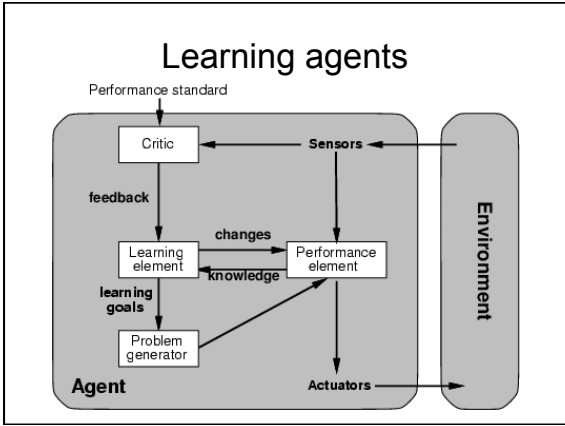 Learning agents
Performance standard
Critic
Sensors
feedback
changes
Learning
element
Performance
element
knowledge
learning
goals
Problem
generator
Agent
Actuators
Environment